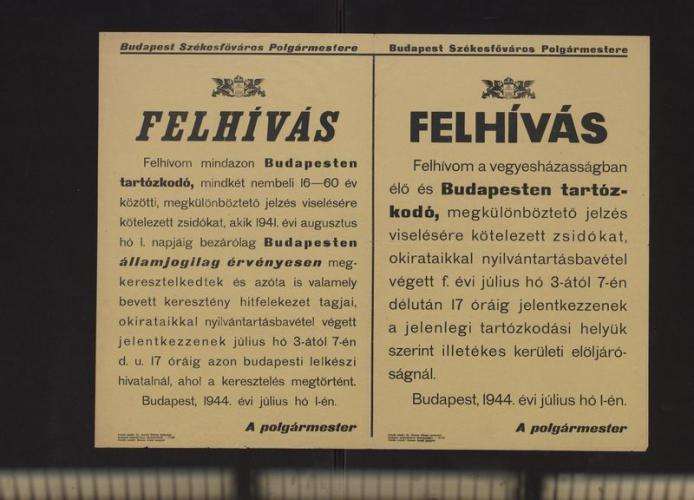 Budapest Székesfőváros Polgármestere
FELHÍVÁS
Felhívom mindazon Budapesten
tartózkodó, mindkét nembeli 16—60 év
közötti, megkülönböztető jelzés viselésére
kötelezett zsidókat, akik 1941. évi augusztus
hó 1. napjáig bezárólag Budapesten
államjogilag érvényesen meg-
keresztelkedtek és azóta is valamely
bevett keresztény hitfelekezet tagjai,
okirataikkal nyilvántartásbavétel végett
jelentkezzenek július hó 3-ától 7-én
d. u. 17 óráig azon budapesti lelkészi
hivatalnál, ahol a keresztelés megtörtént.
Budapest, 1944. évi július hó 1-én.
A polgármester
Budapest Székesfőváros Polgármestere
FELHÍVÁS
Felhívom a vegyesházasságban
élő és Budapesten tartóz-
kodó, megkülönböztető jelzés
viselésére kötelezett zsidókat,
okirataikkal nyilvántartásbavétel
végett f. évi július hó 3-ától 7-én
délután 17 óráig jelentkezzenek
a jelenlegi tartózkodási helyük
szerint illetékes kerületi elöljáró-
ságnál.
Budapest, 1944. évi július hó 1-én.
A polgármester